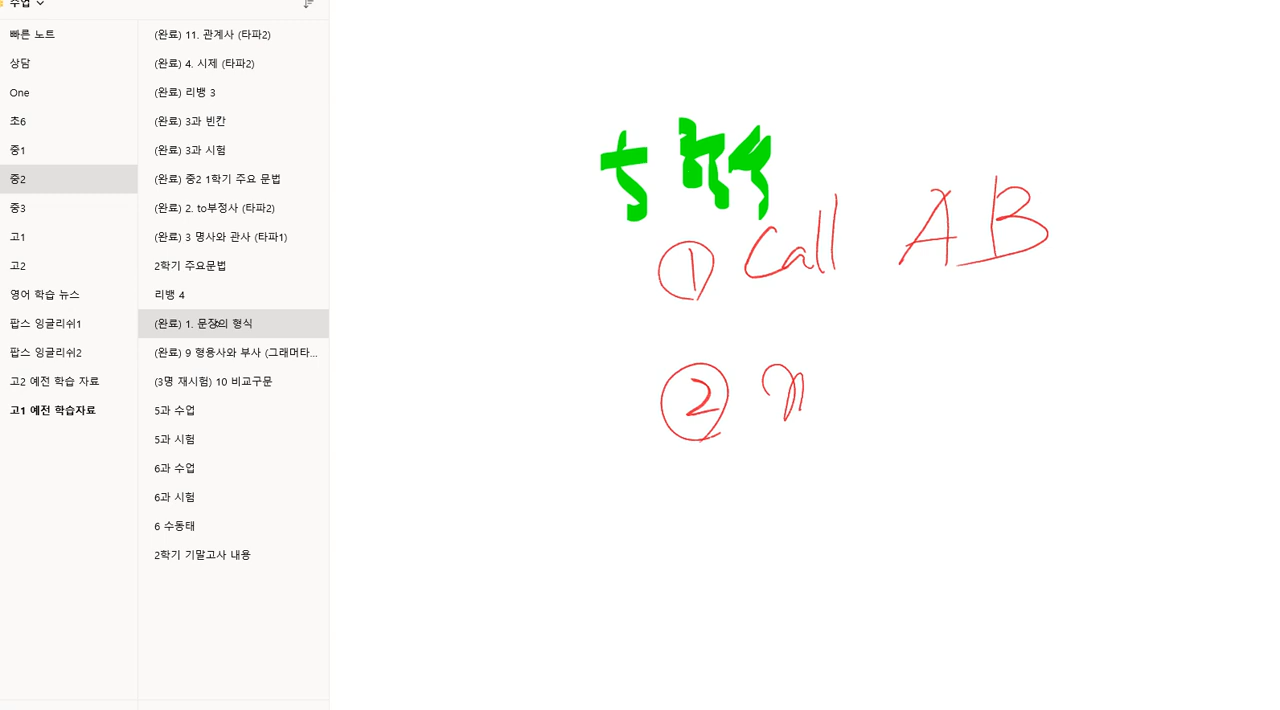 수업
빠른 노트
상담
One
초6
중1
중2
중3
고1
고2
영어 학습 뉴스
팝스 잉글리쉬1
팝스 잉글리쉬2
고2 예전 학습 자료
고1 예전 학습자료
(완료) 11. 관계사 (타파2)
(완료) 4. 시제 (타파2)
(완료) 리뱅 3
(완료) 3과 빈칸
(완료) 3과 시험
(완료) 중2 1학기 주요 문법
(완료) 2. to부정사 (타파2)
(완료) 3 명사와 관사 (타파1)
2학기 주요문법
리뱅 4
(완료) 1. 문장의 형식
(완료) 9 형용사와 부사 (그래머타...
(3명 재시험) 10 비교구문
5과 수업
5과 시험
6과 수업
6과 시험
6 수동태
2학기 기말고사 내용
① Call A B
②